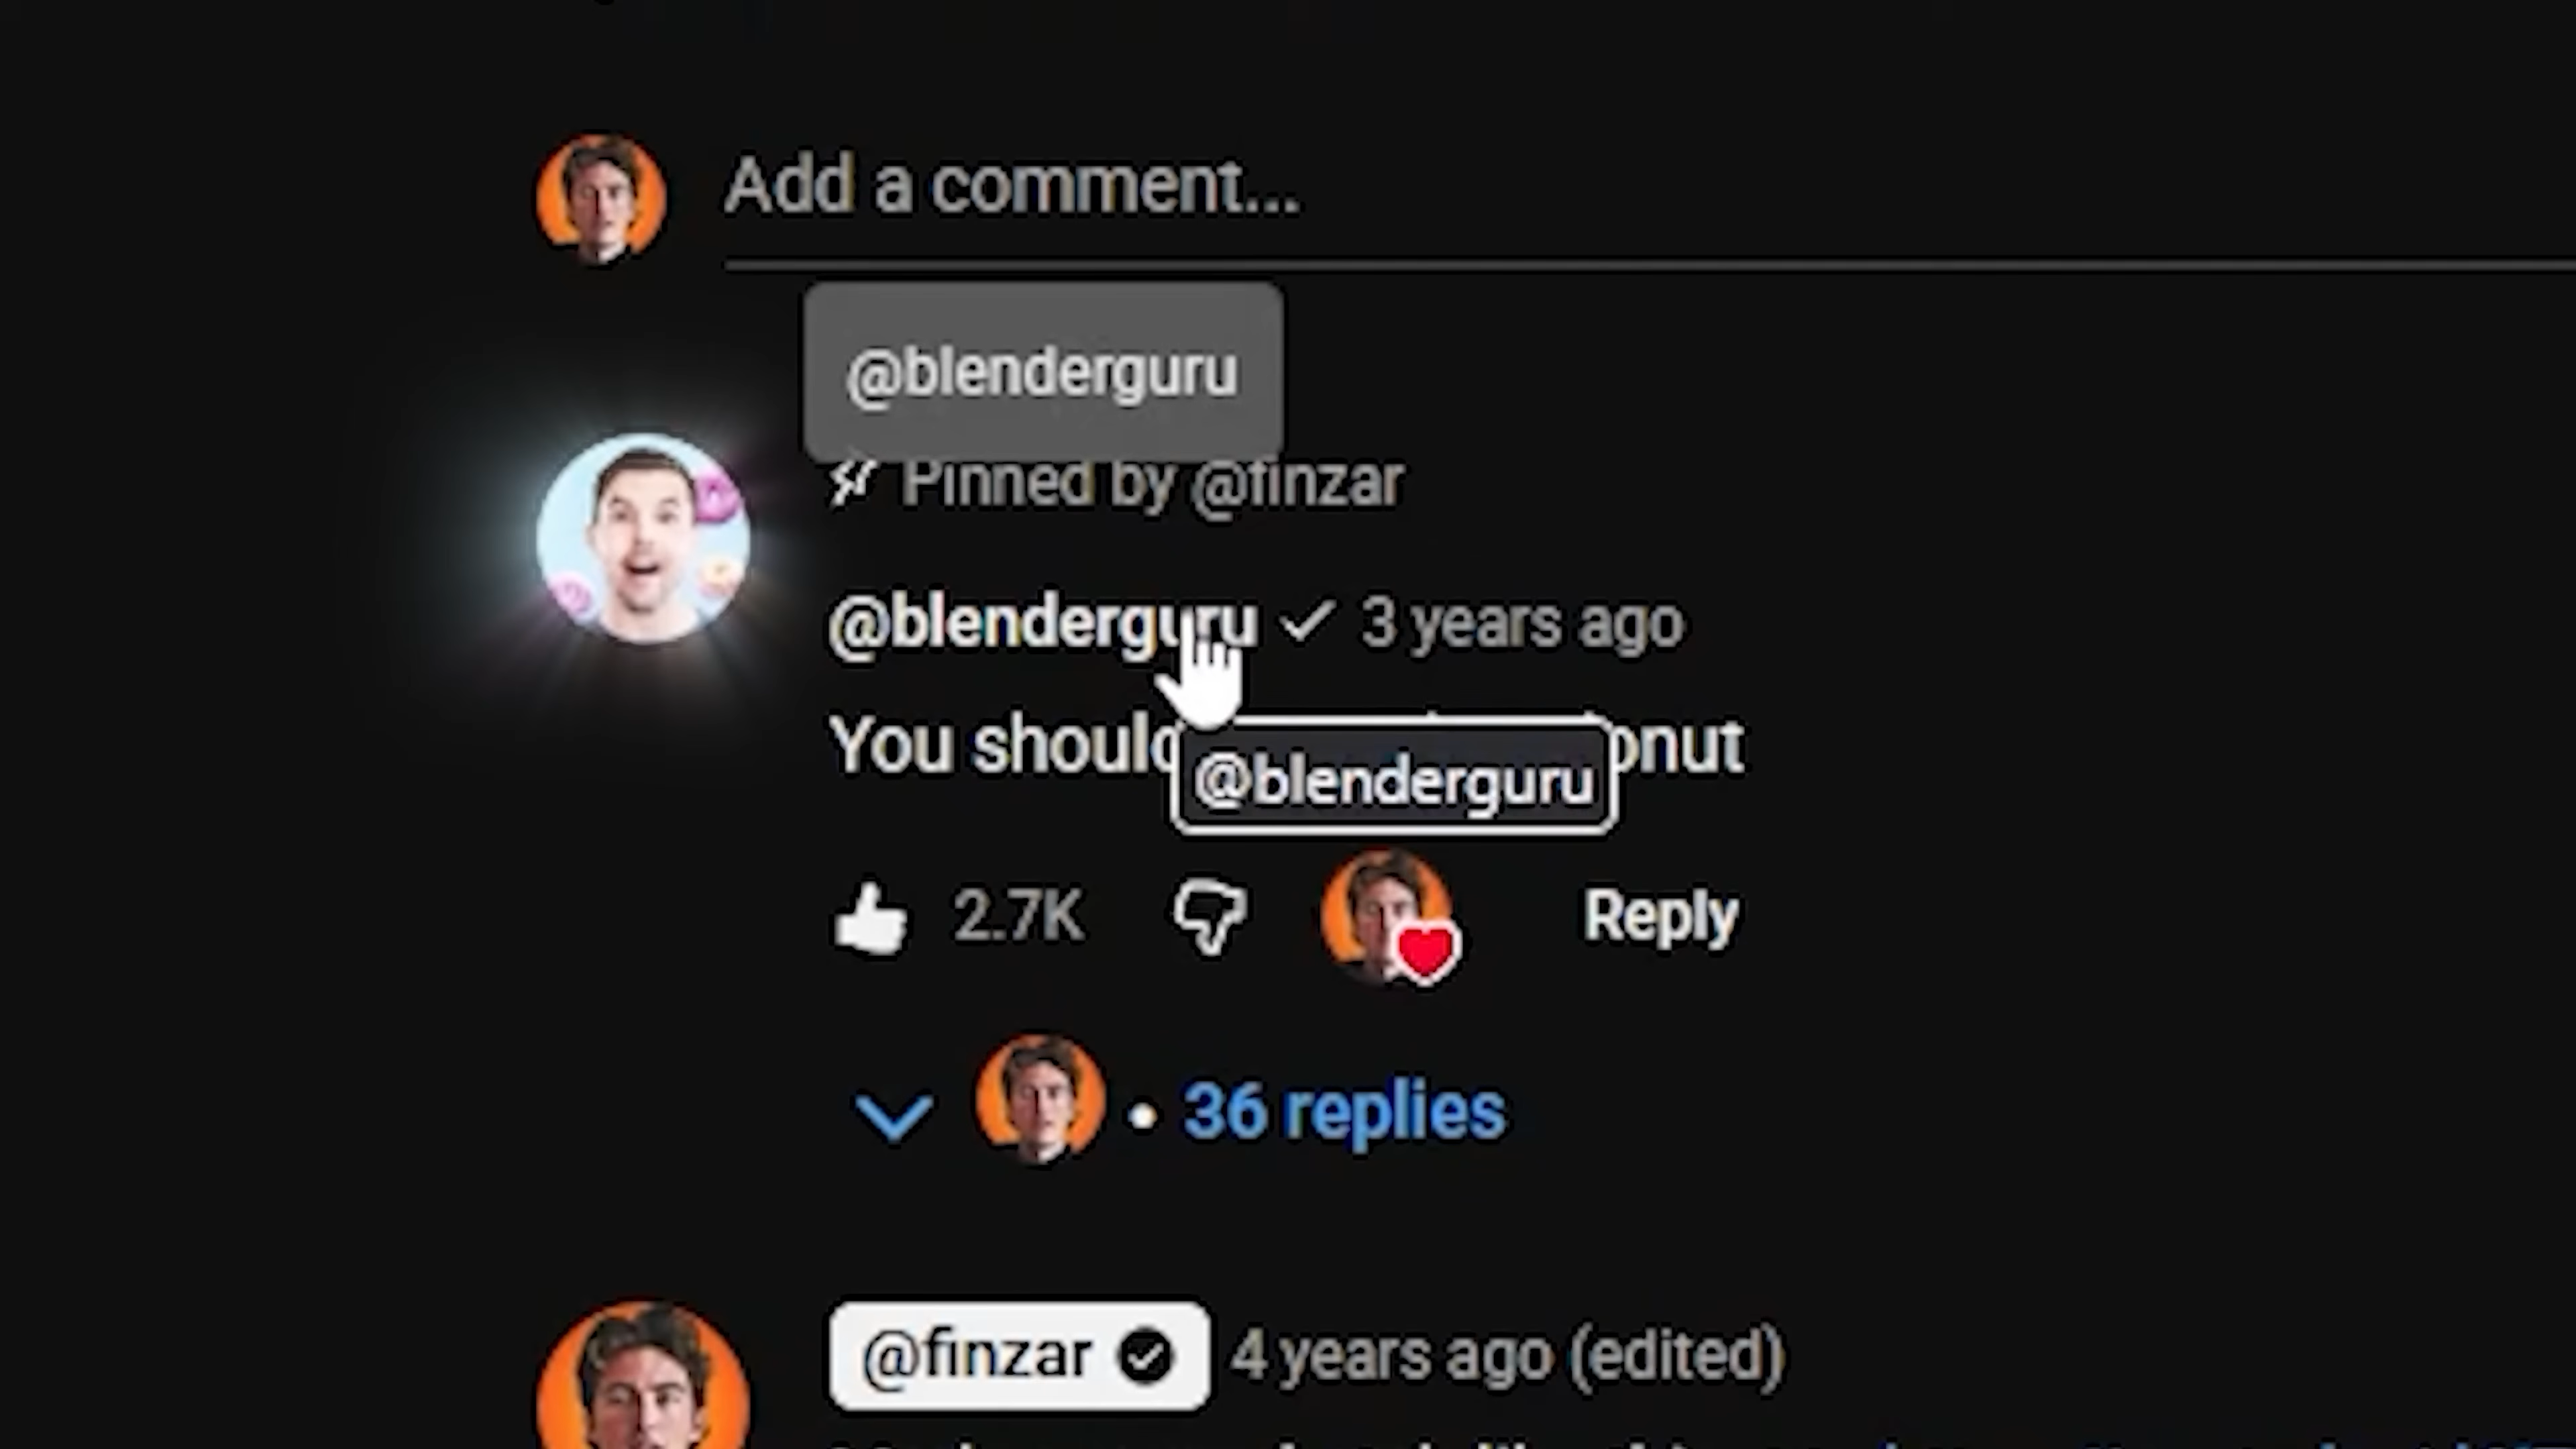 Add a comment...
@blenderguru
Pinned by @finzar
@blenderguru 3 years ago
You should onut
@blenderguru
2.7K Reply
36 replies
@finzar 4 years ago (edited)